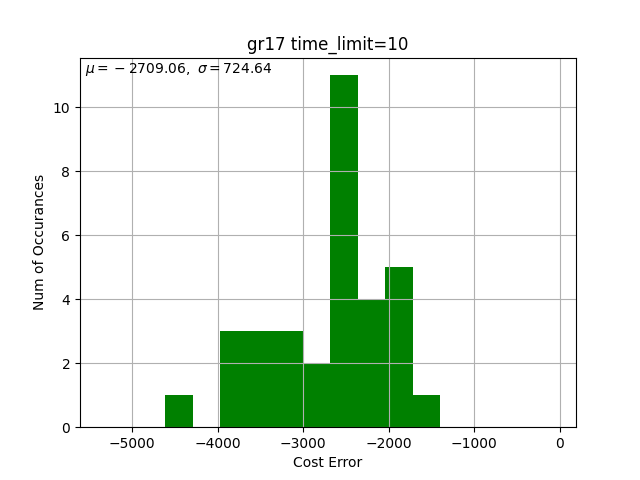 gr17 time_limit=10
μ = −2709.06, σ = 724.64
10
8
6
4
2
0
Num of Occurances
−5000 −4000 −3000 −2000 −1000 0
Cost Error